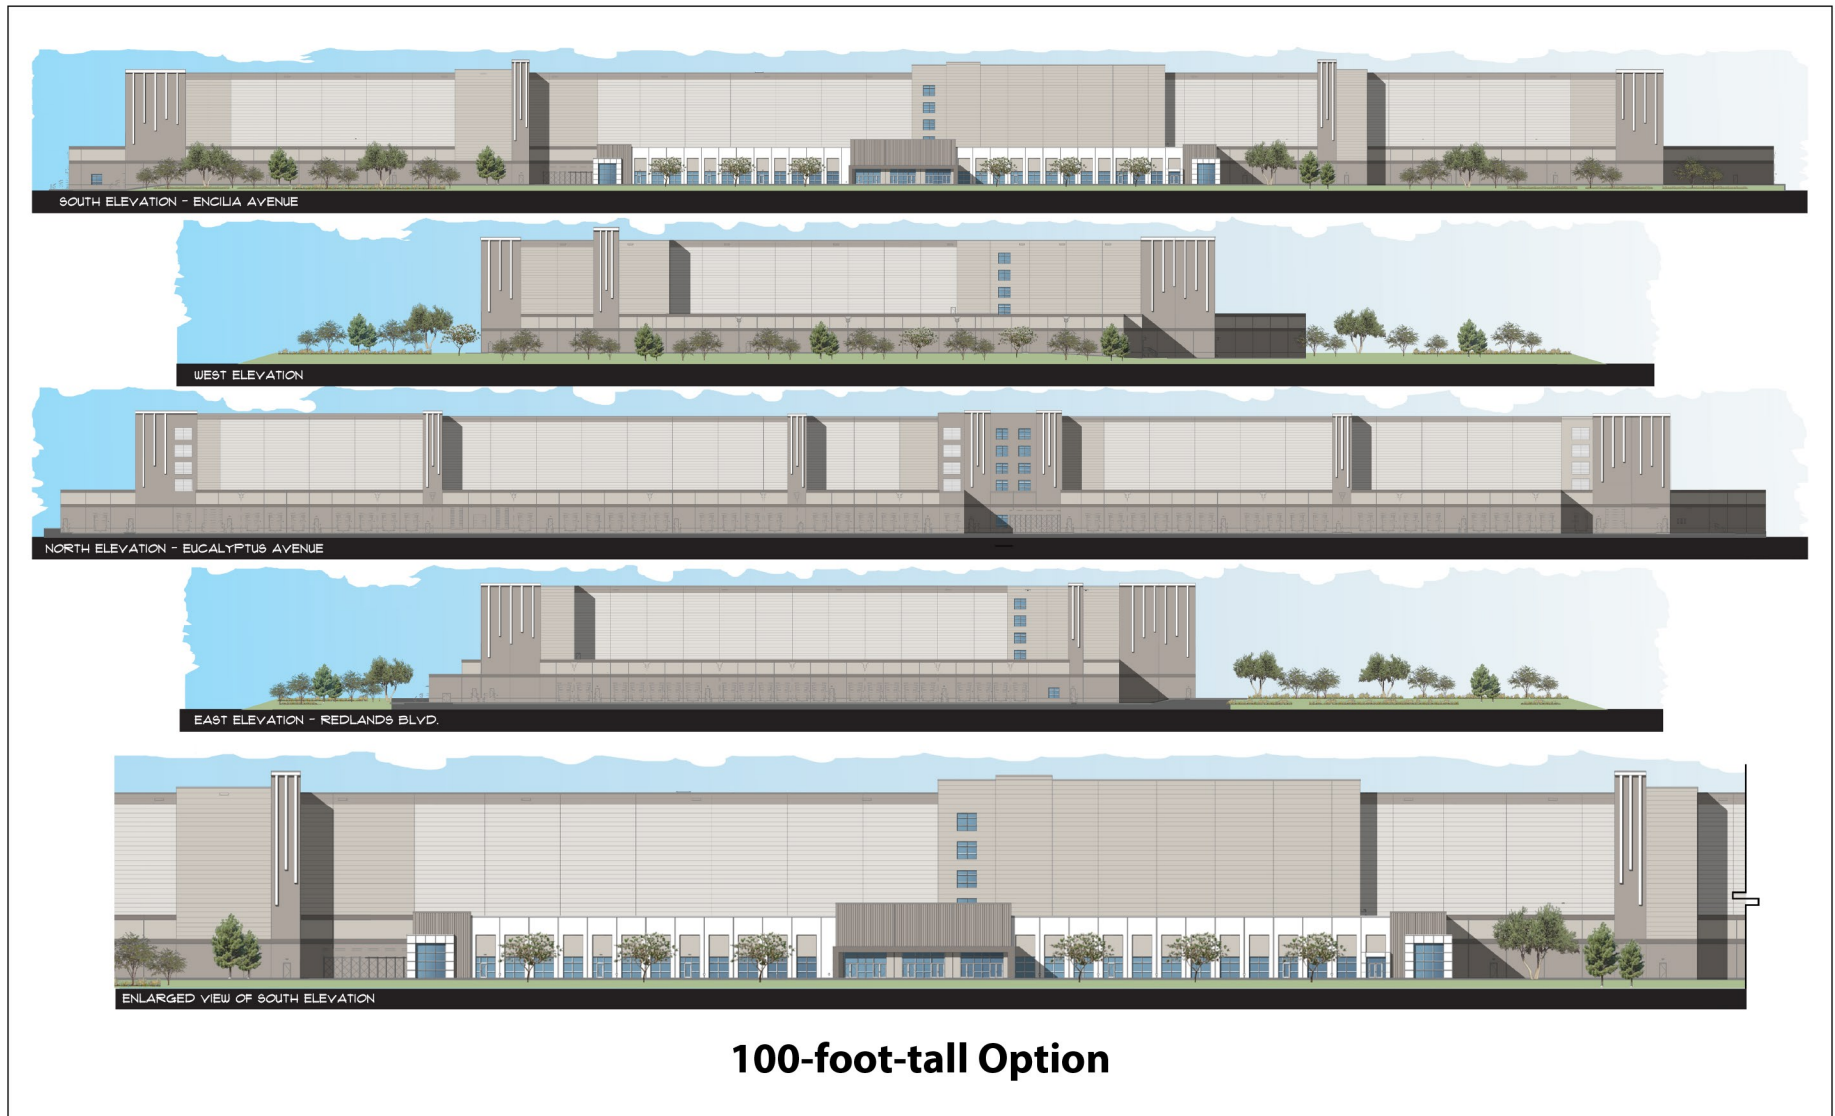 SOUTH ELEVATION - ENCILIA AVENUE
WEST ELEVATION
NORTH ELEVATION - EUCALYPTUS AVENUE
EAST ELEVATION - REDLANDS BLVD.
ENLARGED VIEW OF SOUTH ELEVATION
100-foot-tall Option